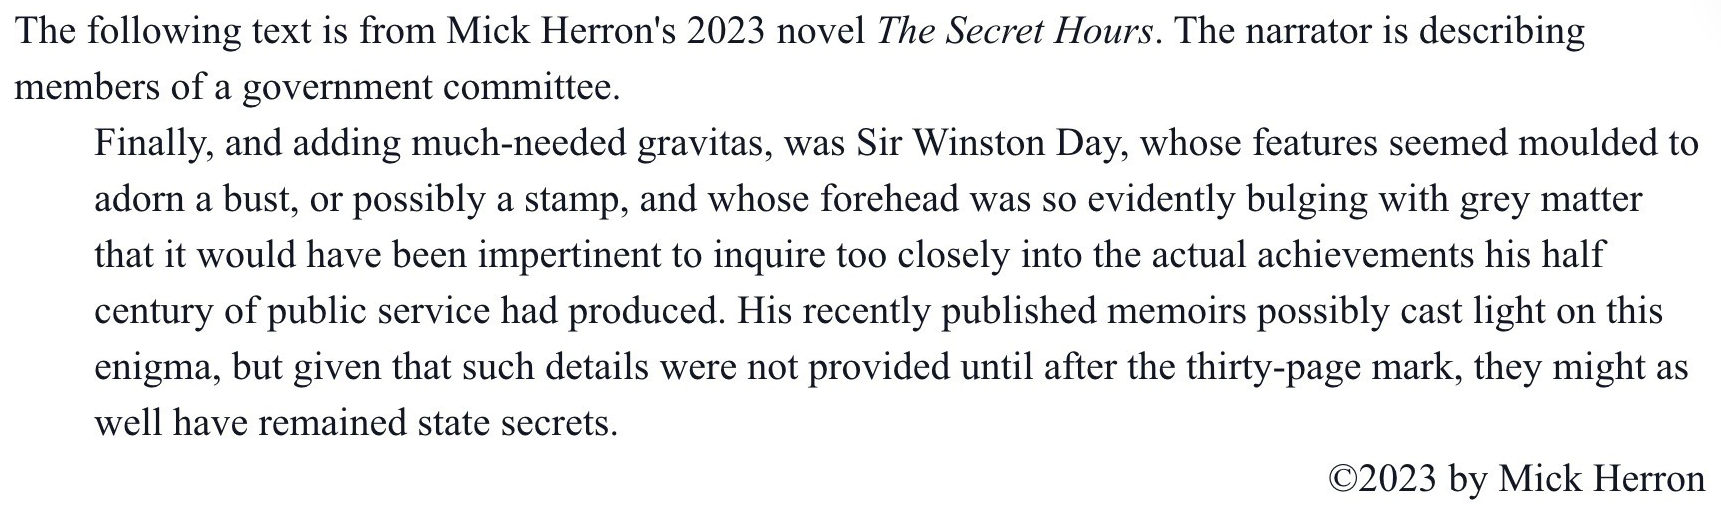 The following text is from Mick Herron's 2023 novel The Secret Hours. The narrator is describing
members of a government committee.
Finally, and adding much-needed gravitas, was Sir Winston Day, whose features seemed moulded to
adorn a bust, or possibly a stamp, and whose forehead was so evidently bulging with grey matter
that it would have been impertinent to inquire too closely into the actual achievements his half
century of public service had produced. His recently published memoirs possibly cast light on this
enigma, but given that such details were not provided until after the thirty-page mark, they might as
well have remained state secrets.
©2023 by Mick Herron